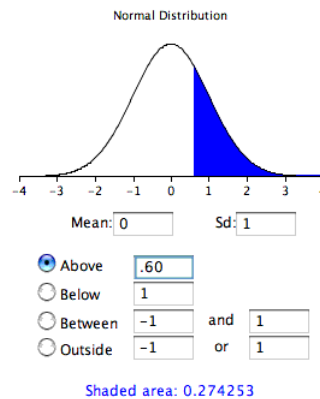 Normal Distribution
-4 -3 -2 -1 0 1 2 3
Mean: 0 Sd: 1
Above .60
Below 1
Between -1 and 1
Outside -1 or 1
Shaded area: 0.274253